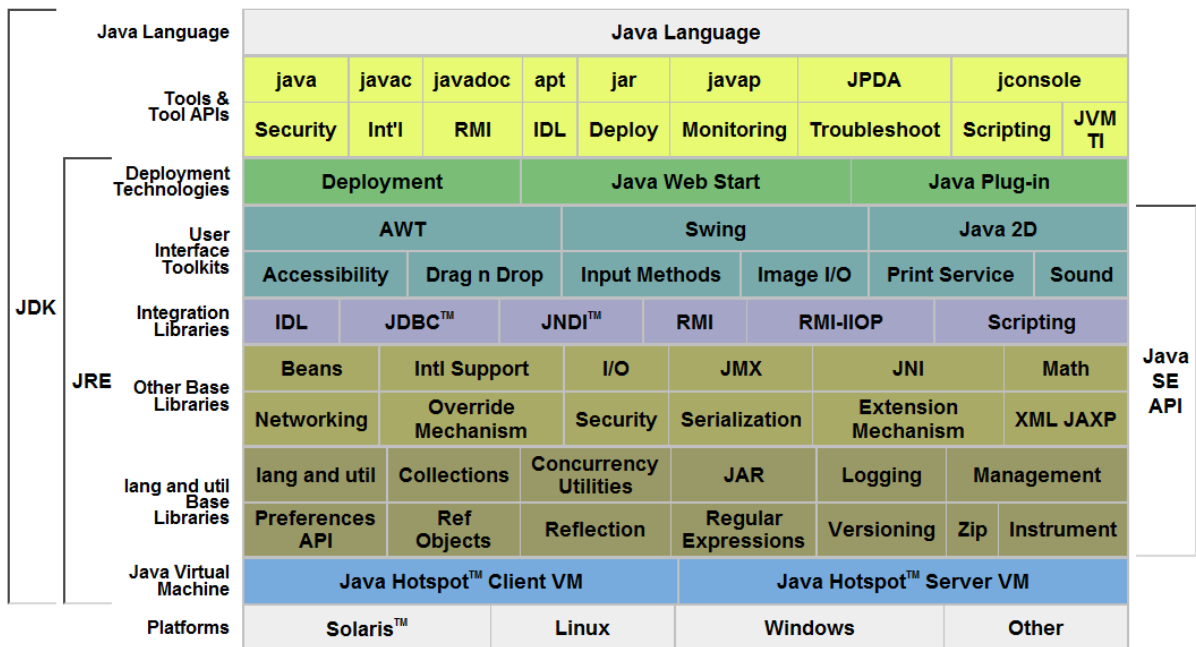 Java Language Java Language
java javac javadoc apt jar javap JPDA jconsole
Tools &
Tool APIs
Security Int'l RMI IDL Deploy Monitoring Troubleshoot Scripting JVM
TI
Deployment
Technologies
Deployment Java Web Start Java Plug-in
User
Interface
Toolkits
AWT Swing Java 2D
Accessibility Drag n Drop Input Methods Image I/O Print Service Sound
JDK
Integration
Libraries
IDL JDBC™ JNDI™ RMI RMI-IIOP Scripting
JRE
Other Base
Libraries
Beans Intl Support I/O JMX JNI Math
Networking Override
Mechanism Security Serialization Extension
Mechanism XML JAXP
Java
SE
API
lang and util
Base
Libraries
lang and util Collections Concurrency
Utilities JAR Logging Management
Preferences
API Ref
Objects Reflection Regular
Expressions Versioning Zip Instrument
Java Virtual
Machine
Java Hotspot™ Client VM Java Hotspot™ Server VM
Platforms Solaris™ Linux Windows Other